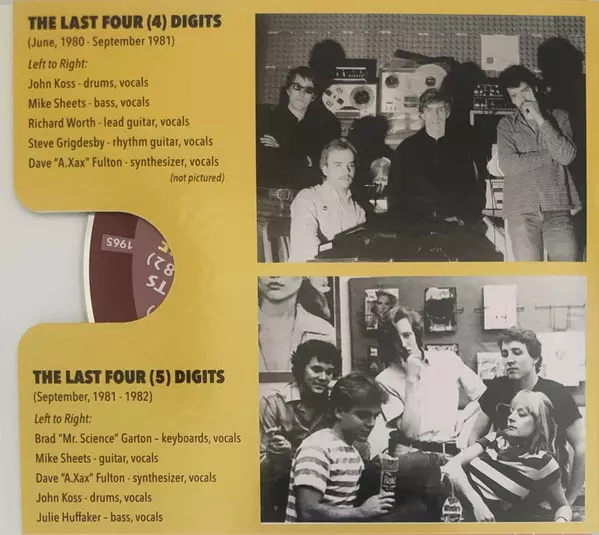 THE LAST FOUR (4) DIGITS
(June, 1980 - September 1981)
Left to Right:
John Koss - drums, vocals
Mike Sheets - bass, vocals
Richard Worth - lead guitar, vocals
Steve Grigdesby - rhythm guitar, vocals
Dave "A.Xax" Fulton - synthesizer, vocals
(not pictured)
1965
TS
82)
THE LAST FOUR (5) DIGITS
(September, 1981 - 1982)
Left to Right:
Brad "Mr. Science" Garton – keyboards, vocals
Mike Sheets - guitar, vocals
Dave "A.Xax" Fulton - synthesizer, vocals
John Koss - drums, vocals
Julie Huffaker – bass, vocals